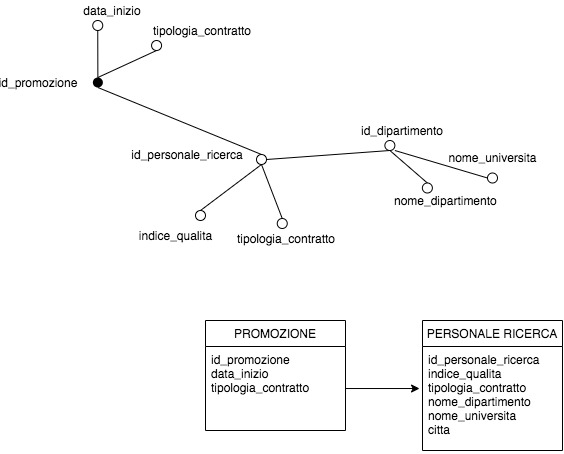 data_inizio
tipologia_contratto
id_promozione
id_dipartimento
id_personale_ricerca
nome_universita
nome_dipartimento
indice_qualita
tipologia_contratto
PROMOZIONE
id_promozione
data_inizio
tipologia_contratto
PERSONALE RICERCA
id_personale_ricerca
indice_qualita
tipologia_contratto
nome_dipartimento
nome_universita
citta